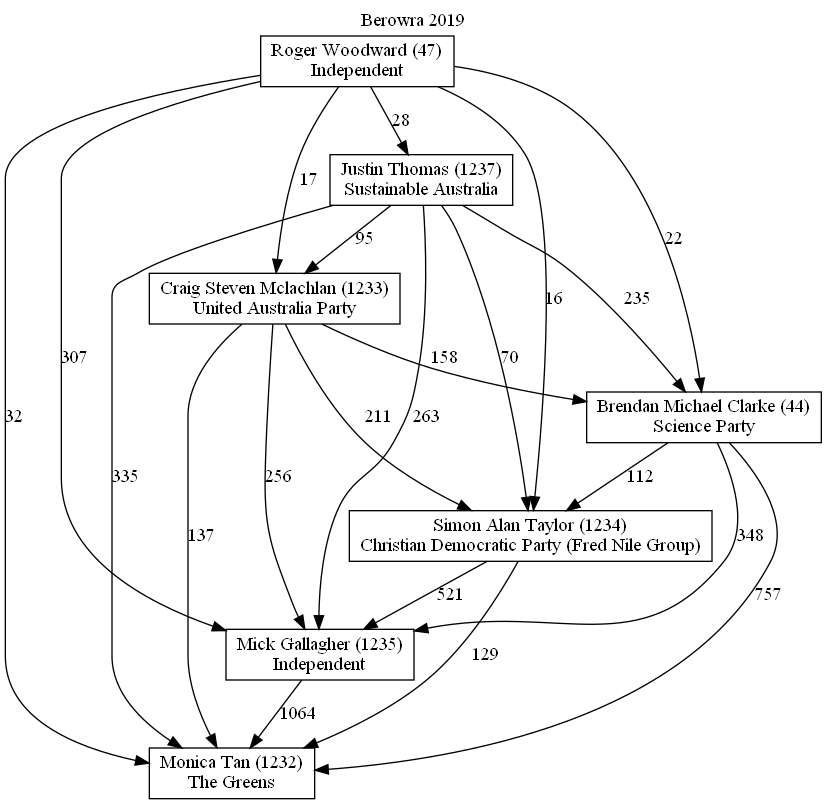 Berowra 2019
Roger Woodward (47)
Independent
28
Justin Thomas (1237)
Sustainable Australia
17
95
22
Craig Steven Mclachlan (1233)
United Australia Party
16
235
307
158
70
Brendan Michael Clarke (44)
Science Party
32
211
263
335
256
112
137
Simon Alan Taylor (1234)
Christian Democratic Party (Fred Nile Group)
348
521
757
Mick Gallagher (1235)
Independent
129
1064
Monica Tan (1232)
The Greens